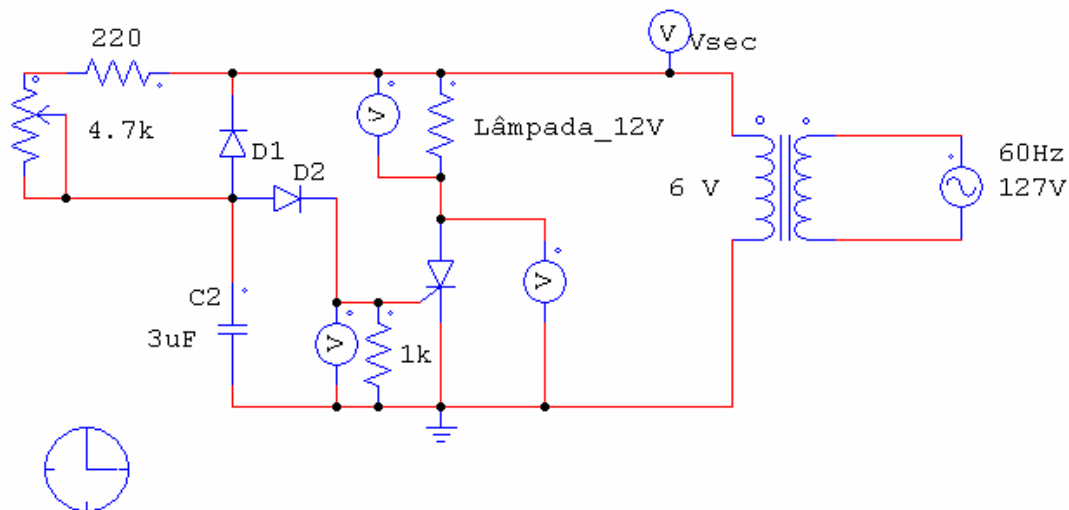 220
V
Vsec
4.7k
V
Lâmpada_12V
D1
D2
6 V
60Hz
127V
C2
3uF
V
V
1k